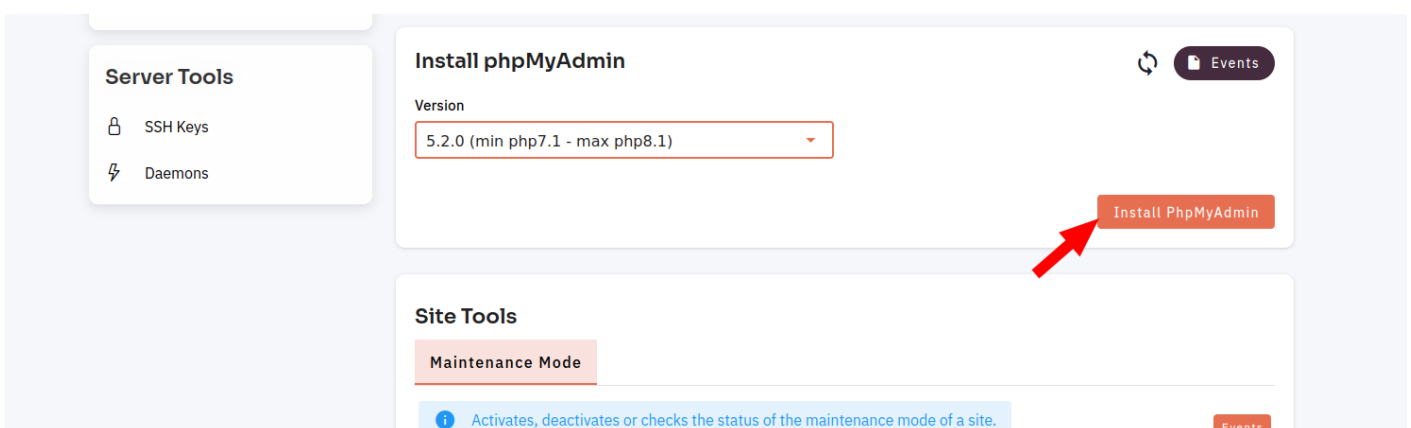 Server Tools
SSH Keys
Daemons
Install phpMyAdmin
Events
Version
5.2.0 (min php7.1 - max php8.1)
Install PhpMyAdmin
Site Tools
Maintenance Mode
Activates, deactivates or checks the status of the maintenance mode of a site.
Events